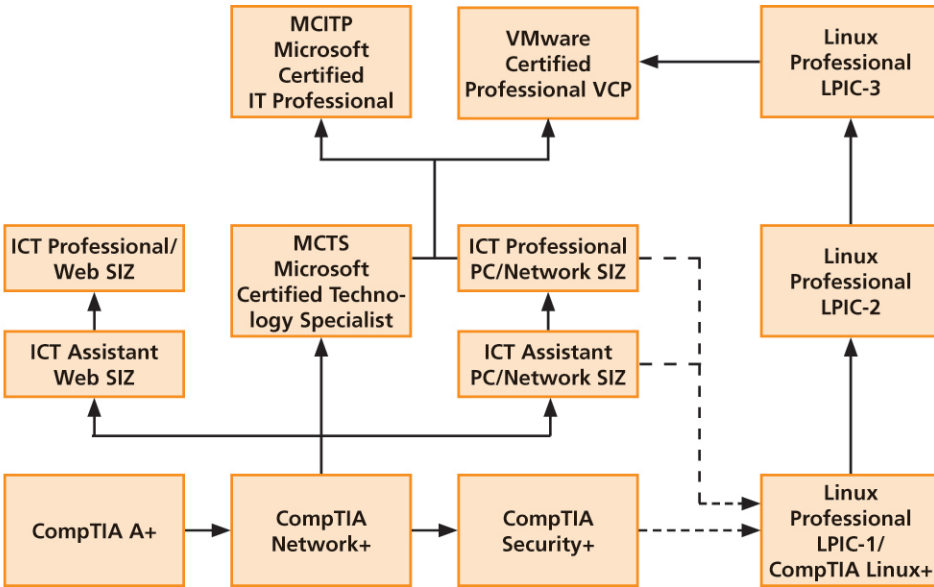 MCITP
Microsoft
Certified
IT Professional
VMware
Certified
Professional VCP
Linux
Professional
LPIC-3
ICT Professional/
Web SIZ
MCTS
Microsoft
Certified Techno-
logy Specialist
ICT Professional
PC/Network SIZ
Linux
Professional
LPIC-2
ICT Assistant
Web SIZ
ICT Assistant
PC/Network SIZ
CompTIA A+
CompTIA
Network+
CompTIA
Security+
Linux
Professional
LPIC-1/
CompTIA Linux+